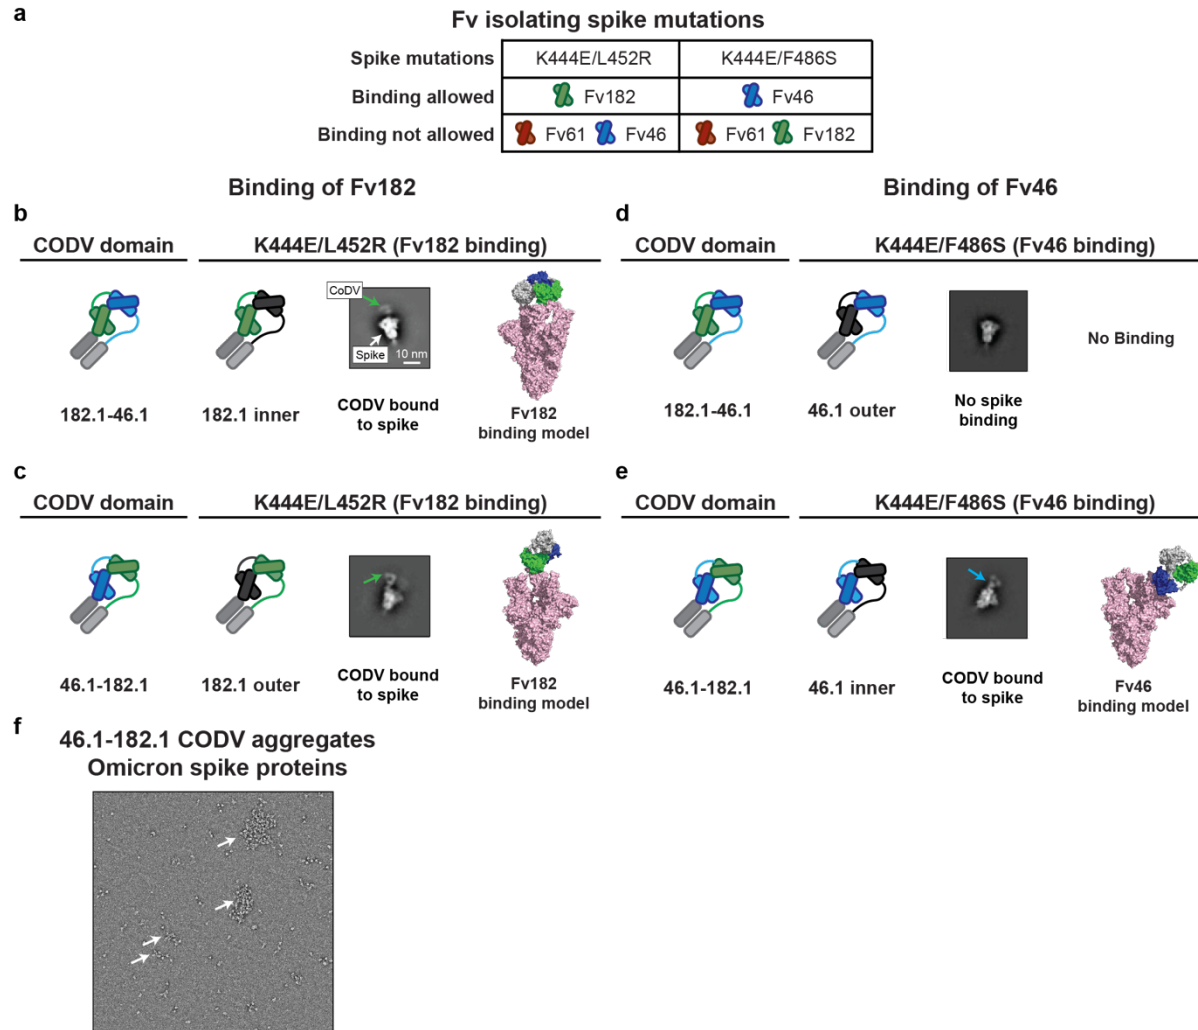 a
Fv isolating spike mutations
Spike mutations K444E/L452R K444E/F486S
Binding allowed Fv182 Fv46
Binding not allowed Fv61 Fv46 Fv61 Fv182
Binding of Fv182
b
CODV domain K444E/L452R (Fv182 binding)
CoDV
Spike
10 nm
182.1-46.1
182.1 inner
CODV bound
to spike
Fv182
binding model
c
CODV domain K444E/L452R (Fv182 binding)
46.1-182.1
182.1 outer
CODV bound
to spike
Fv182
binding model
Binding of Fv46
d
CODV domain K444E/F486S (Fv46 binding)
182.1-46.1
46.1 outer
No spike
binding
No Binding
e
CODV domain K444E/F486S (Fv46 binding)
46.1-182.1
46.1 inner
CODV bound
to spike
Fv46
binding model
f
46.1-182.1 CODV aggregates
Omicron spike proteins